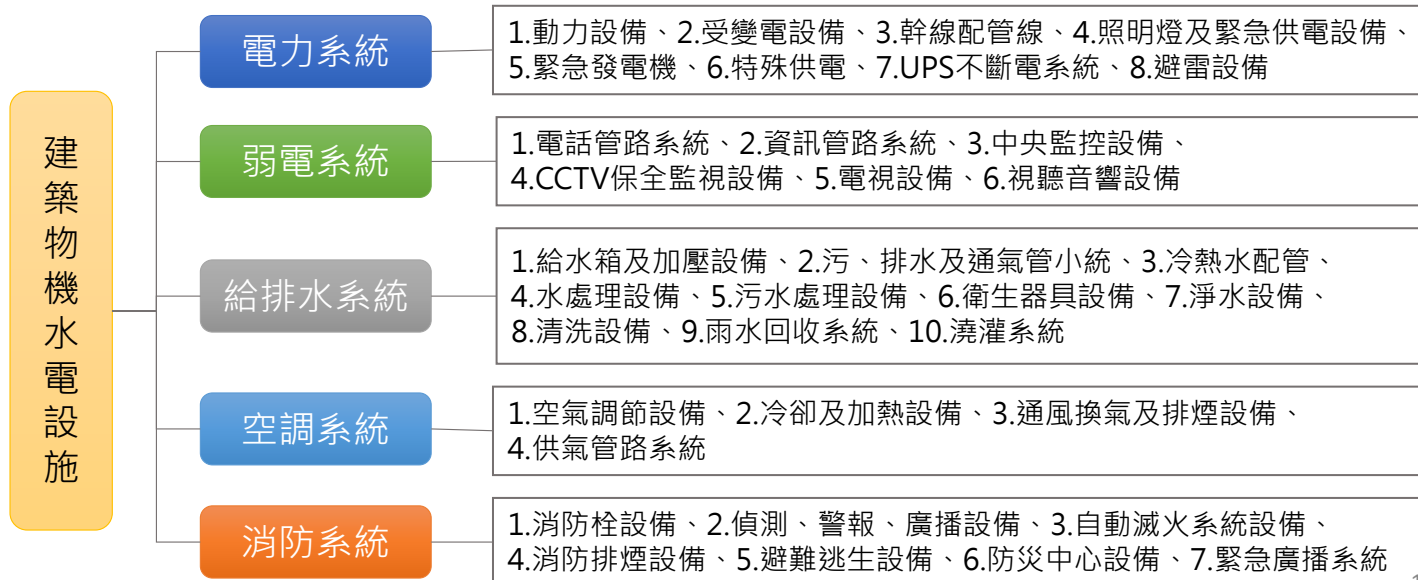 建築物機水電設施
電力系統
1.動力設備、2.受變電設備、3.幹線配管線、4.照明燈及緊急供電設備、
5.緊急發電機、6.特殊供電、7.UPS不斷電系統、8.避雷設備
弱電系統
1.電話管路系統、2.資訊管路系統、3.中央監控設備、
4.CCTV保全監視設備、5.電視設備、6.視聽音響設備
給排水系統
1.給水箱及加壓設備、2.污、排水及通氣管小統、3.冷熱水配管、
4.水處理設備、5.污水處理設備、6.衛生器具設備、7.淨水設備、
8.清洗設備、9.雨水回收系統、10.澆灌系統
空調系統
1.空氣調節設備、2.冷卻及加熱設備、3.通風換氣及排煙設備、
4.供氣管路系統
消防系統
1.消防栓設備、2.偵測、警報、廣播設備、3.自動滅火系統設備、
4.消防排煙設備、5.避難逃生設備、6.防災中心設備、7.緊急廣播系統